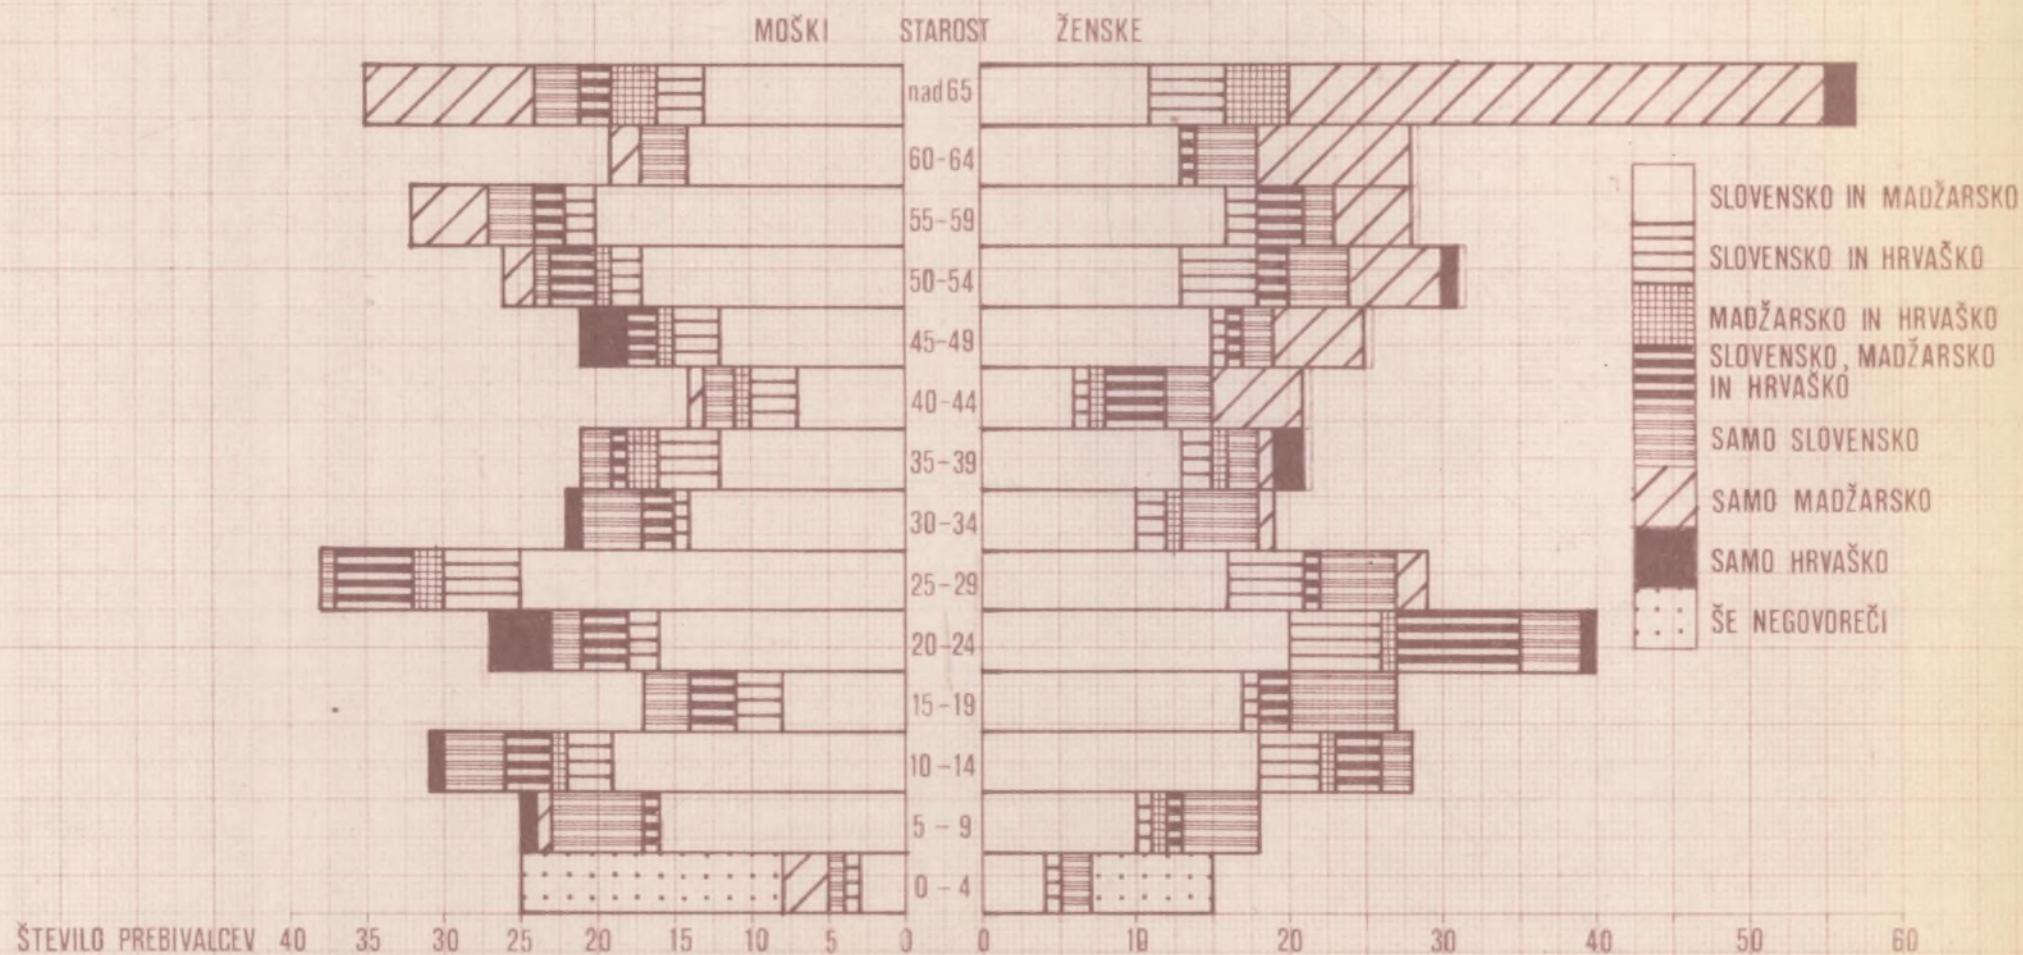 MOŠKI STAROST ŽENSKE
nad 65
60-64
55-59
50-54
45-49
40-44
35-39
30-34
25-29
20-24
15-19
10-14
5-9
0-4
ŠTEVILO PREBIVALCEV 40 35 30 25 20 15 10 5 0 0 10 20 30 40 50 60
SLOVENSKO IN MADŽARSKO
SLOVENSKO IN HRVAŠKO
MADŽARSKO IN HRVAŠKO
SLOVENSKO, MADŽARSKO
IN HRVAŠKO
SAMO SLOVENSKO
SAMO MADŽARSKO
SAMO HRVAŠKO
ŠE NEGOVOREČI